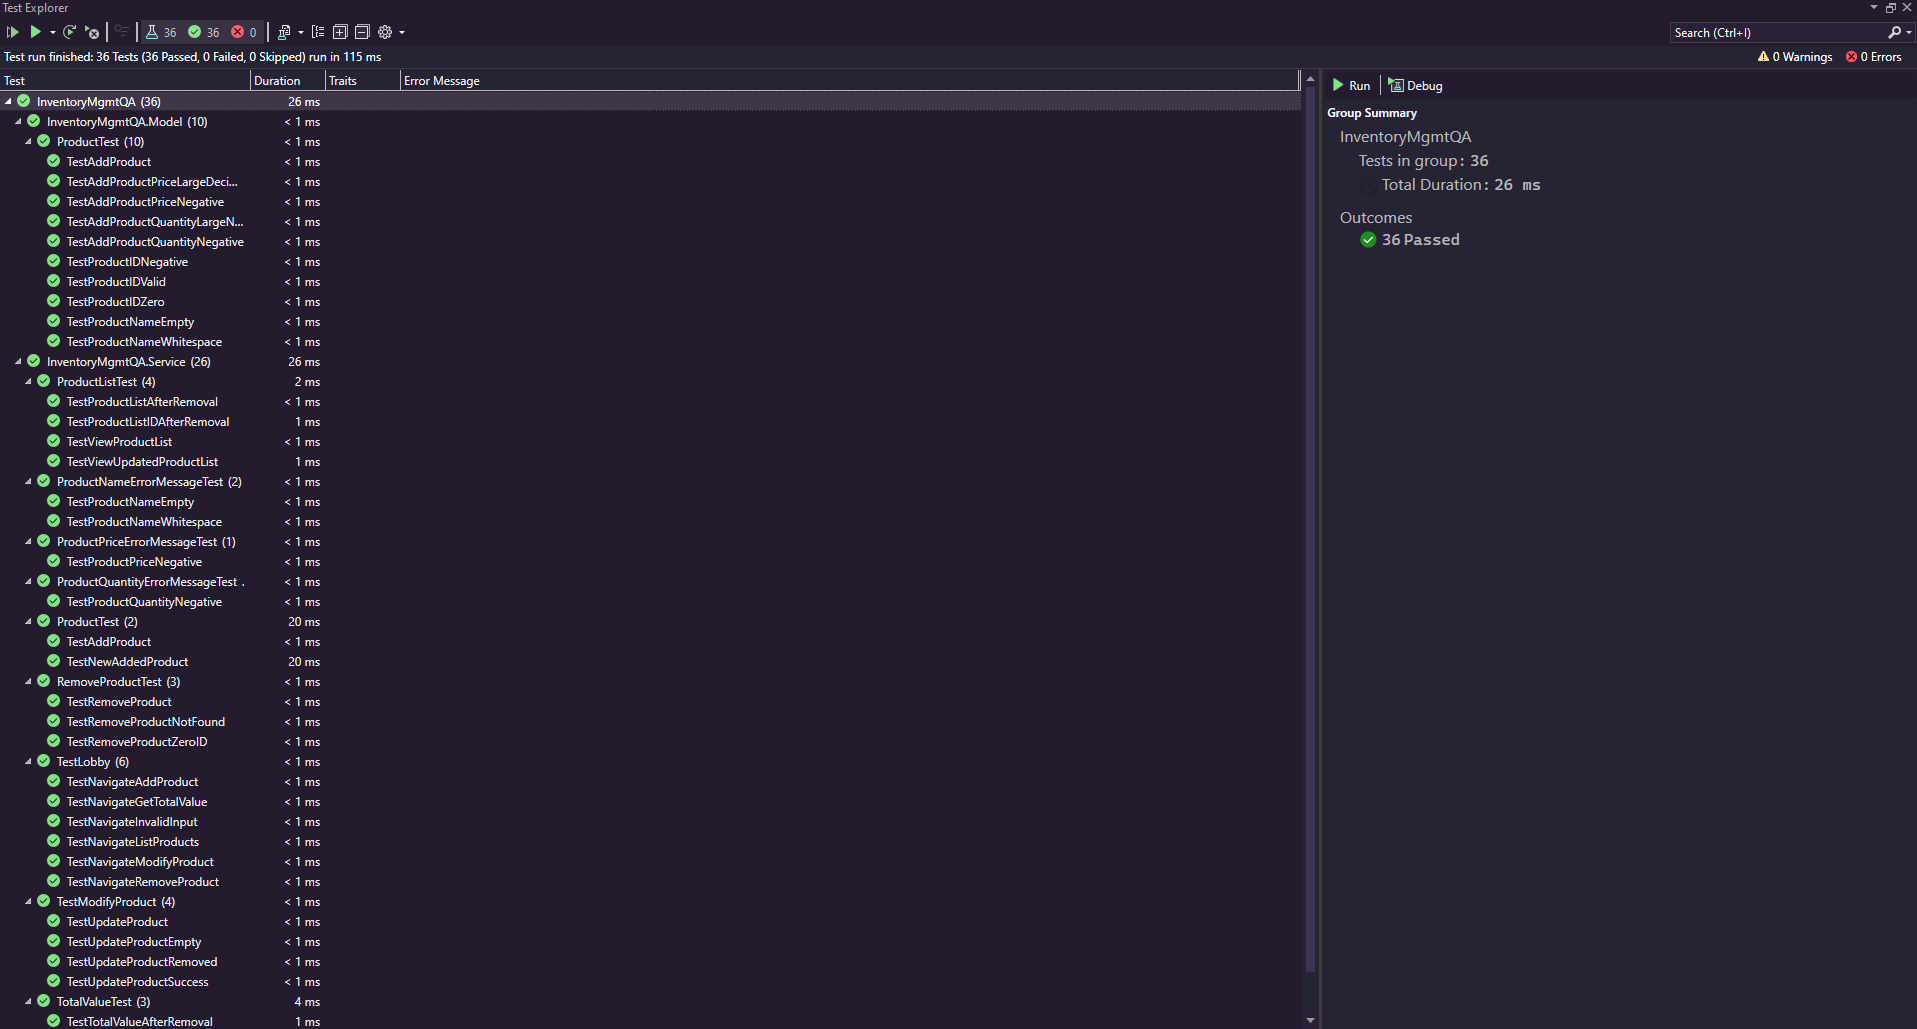 Test Explorer
36 36 0
Search (Ctrl+I)
Test run finished: 36 Tests (36 Passed, 0 Failed, 0 Skipped) run in 115 ms
0 Warnings 0 Errors
Test Duration Traits Error Message
InventoryMgmtQA (36) 26 ms
InventoryMgmtQA.Model (10) < 1 ms
ProductTest (10) < 1 ms
TestAddProduct < 1 ms
TestAddProductPriceLargeDeci... < 1 ms
TestAddProductPriceNegative < 1 ms
TestAddProductQuantityLargeN... < 1 ms
TestAddProductQuantityNegative < 1 ms
TestProductIDNegative < 1 ms
TestProductIDValid < 1 ms
TestProductIDZero < 1 ms
TestProductNameEmpty < 1 ms
TestProductNameWhitespace < 1 ms
InventoryMgmtQA.Service (26) 26 ms
ProductListTest (4) 2 ms
TestProductListAfterRemoval < 1 ms
TestProductListIDAfterRemoval 1 ms
TestViewProductList < 1 ms
TestViewUpdatedProductList 1 ms
ProductNameErrorMessageTest (2) < 1 ms
TestProductNameEmpty < 1 ms
TestProductNameWhitespace < 1 ms
ProductPriceErrorMessageTest (1) < 1 ms
TestProductPriceNegative < 1 ms
ProductQuantityErrorMessageTest . < 1 ms
TestProductQuantityNegative < 1 ms
ProductTest (2) 20 ms
TestAddProduct < 1 ms
TestNewAddedProduct 20 ms
RemoveProductTest (3) < 1 ms
TestRemoveProduct < 1 ms
TestRemoveProductNotFound < 1 ms
TestRemoveProductZeroID < 1 ms
TestLobby (6) < 1 ms
TestNavigateAddProduct < 1 ms
TestNavigateGetTotalValue < 1 ms
TestNavigateInvalidInput < 1 ms
TestNavigateListProducts < 1 ms
TestNavigateModifyProduct < 1 ms
TestNavigateRemoveProduct < 1 ms
TestModifyProduct (4) < 1 ms
TestUpdateProduct < 1 ms
TestUpdateProductEmpty < 1 ms
TestUpdateProductRemoved < 1 ms
TestUpdateProductSuccess < 1 ms
TotalValueTest (3) 4 ms
TestTotalValueAfterRemoval 1 ms
Run Debug
Group Summary
InventoryMgmtQA
Tests in group: 36
Total Duration: 26 ms
Outcomes
36 Passed